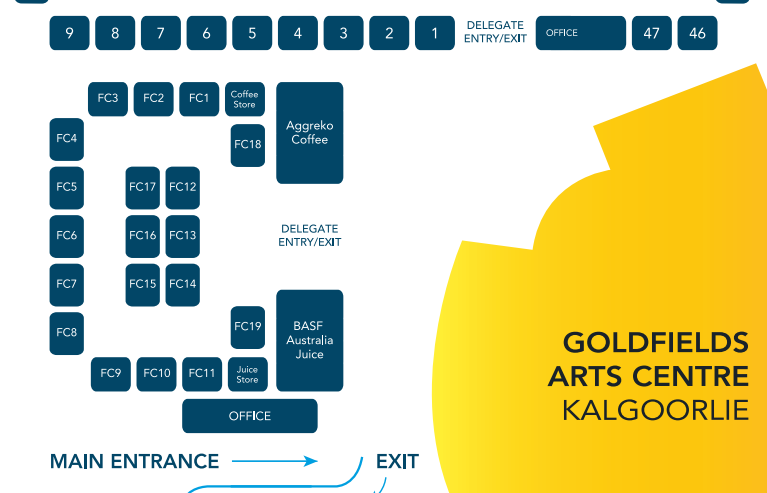 9 8 7 6 5 4 3 2 1 DELEGATE ENTRY/EXIT OFFICE 47 46
FC3 FC2 FC1 Coffee Store
Aggreko
Coffee
FC4
FC18
FC5 FC17 FC12
DELEGATE
ENTRY/EXIT
FC6 FC16 FC13
FC7 FC15 FC14
FC8
FC19
BASF
Australia
Juice
FC9 FC10 FC11 Juice Store
OFFICE
GOLDFIELDS
ARTS CENTRE
KALGOORLIE
MAIN ENTRANCE EXIT